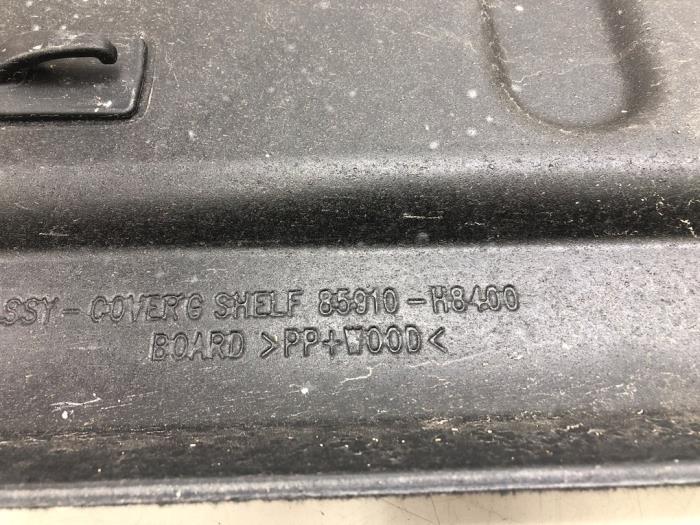 SSY-COVER'G SHELF 85910-H8400
BOARD >PP+WOOD<